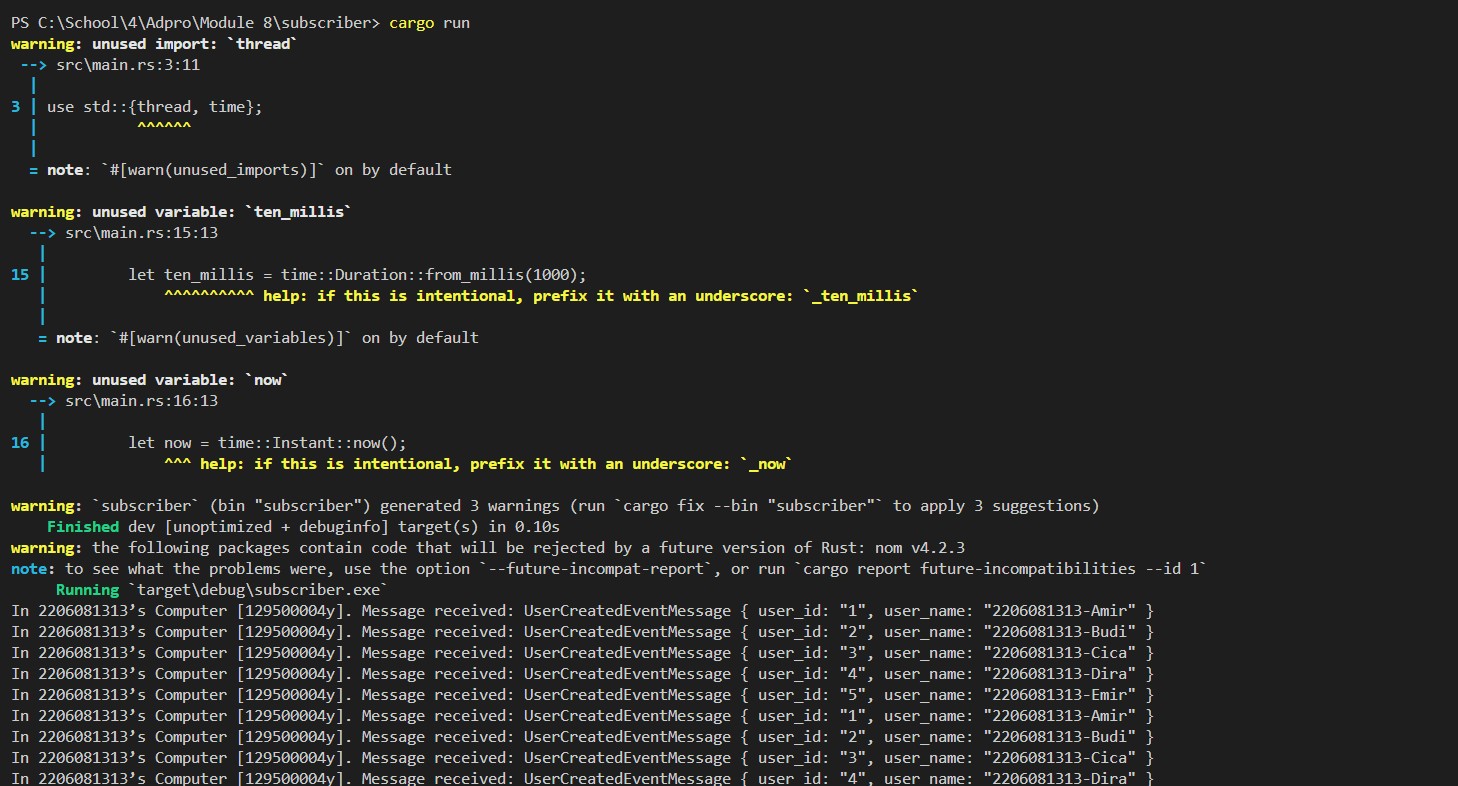 PS C:\School\4\Adpro\Module 8\subscriber> cargo run
warning: unused import: `thread`
 --> src\main.rs:3:11
  |
3 | use std::{thread, time};
  |           ^^^^^^
  |
  = note: `#[warn(unused_imports)]` on by default

warning: unused variable: `ten_millis`
  --> src\main.rs:15:13
   |
15 |         let ten_millis = time::Duration::from_millis(1000);
   |             ^^^^^^^^^^ help: if this is intentional, prefix it with an underscore: `_ten_millis`
   |
   = note: `#[warn(unused_variables)]` on by default

warning: unused variable: `now`
  --> src\main.rs:16:13
   |
16 |         let now = time::Instant::now();
   |             ^^^ help: if this is intentional, prefix it with an underscore: `_now`

warning: `subscriber` (bin "subscriber") generated 3 warnings (run `cargo fix --bin "subscriber"` to apply 3 suggestions)
    Finished dev [unoptimized + debuginfo] target(s) in 0.10s
warning: the following packages contain code that will be rejected by a future version of Rust: nom v4.2.3
note: to see what the problems were, use the option `--future-incompat-report`, or run `cargo report future-incompatibilities --id 1`
     Running `target\debug\subscriber.exe`
In 2206081313’s Computer [129500004y]. Message received: UserCreatedEventMessage { user_id: "1", user_name: "2206081313-Amir" }
In 2206081313’s Computer [129500004y]. Message received: UserCreatedEventMessage { user_id: "2", user_name: "2206081313-Budi" }
In 2206081313’s Computer [129500004y]. Message received: UserCreatedEventMessage { user_id: "3", user_name: "2206081313-Cica" }
In 2206081313’s Computer [129500004y]. Message received: UserCreatedEventMessage { user_id: "4", user_name: "2206081313-Dira" }
In 2206081313’s Computer [129500004y]. Message received: UserCreatedEventMessage { user_id: "5", user_name: "2206081313-Emir" }
In 2206081313’s Computer [129500004y]. Message received: UserCreatedEventMessage { user_id: "1", user_name: "2206081313-Amir" }
In 2206081313’s Computer [129500004y]. Message received: UserCreatedEventMessage { user_id: "2", user_name: "2206081313-Budi" }
In 2206081313’s Computer [129500004y]. Message received: UserCreatedEventMessage { user_id: "3", user_name: "2206081313-Cica" }
In 2206081313’s Computer [129500004y]. Message received: UserCreatedEventMessage { user_id: "4", user_name: "2206081313-Dira" }